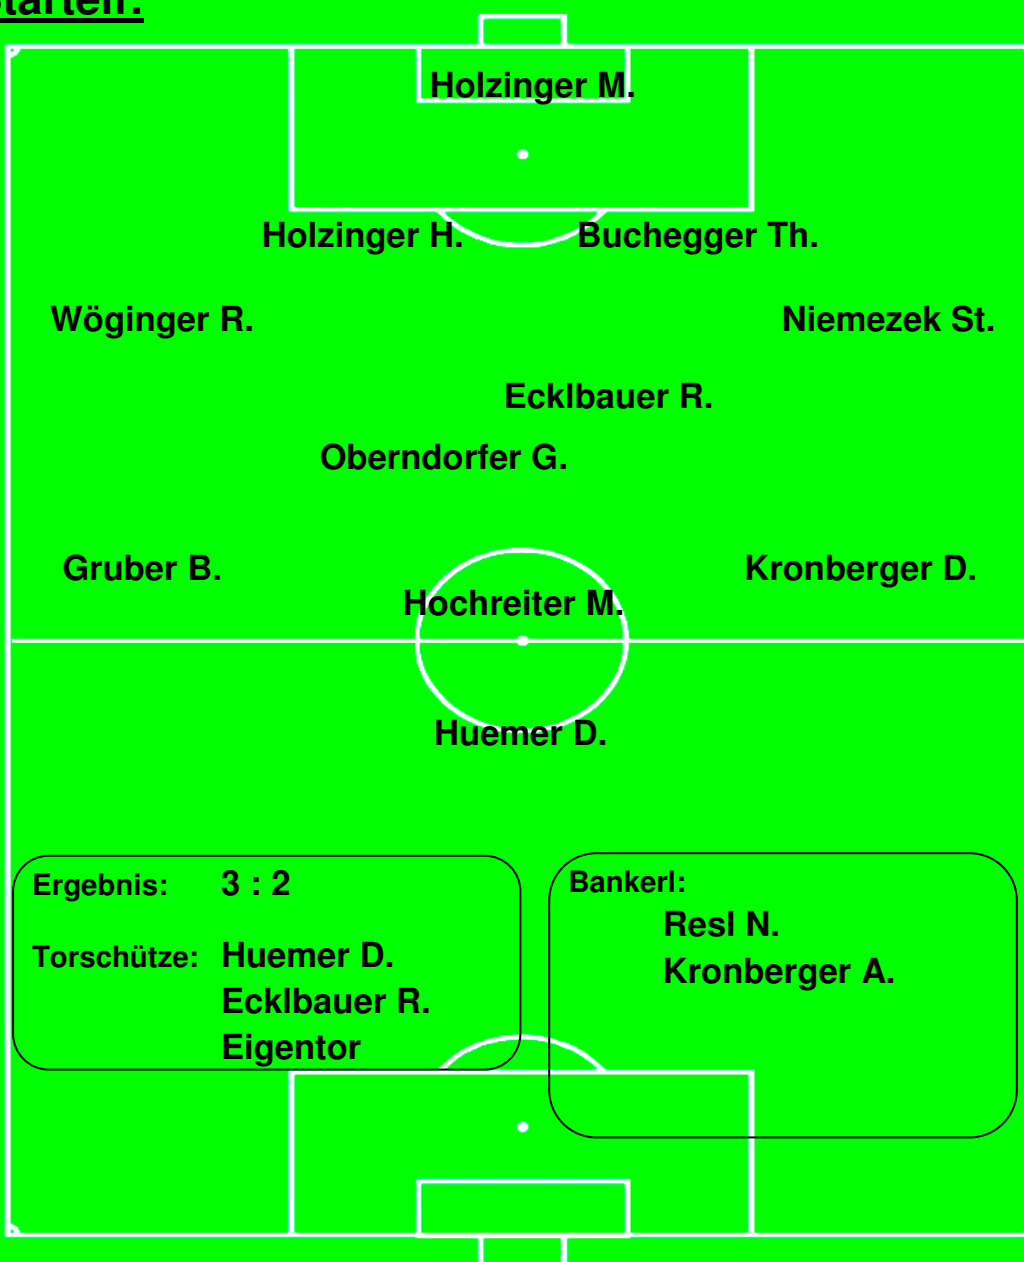 Startelf:
Holzinger M.
Holzinger H. Buchegger Th.
Wöginger R. Niemezek St.
Ecklbauer R.
Oberndorfer G.
Gruber B. Kronberger D.
Hochreiter M.
Huemer D.
Ergebnis: 3 : 2
Torschütze: Huemer D.
Ecklbauer R.
Eigentor
Bankerl:
Resl N.
Kronberger A.